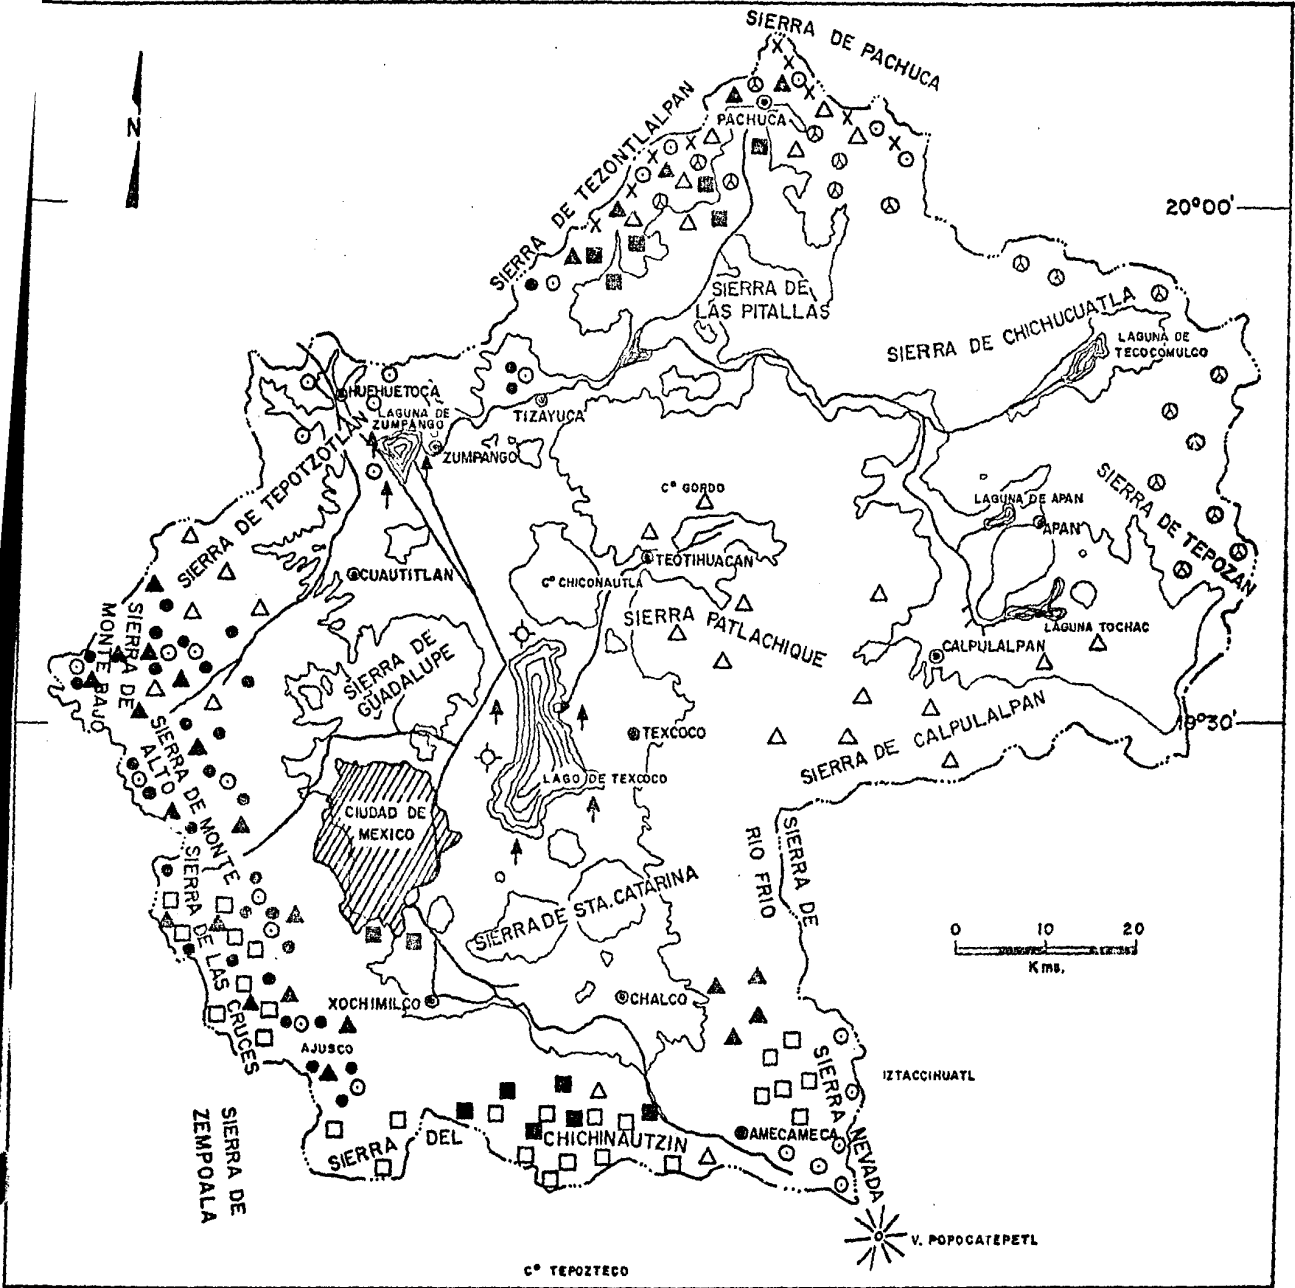 SIERRA DE PACHUCA
N
PACHUCA
SIERRA DE TEZONTLALPAN
20°00'
SIERRA DE
LAS PITALLAS
SIERRA DE CHICHUCUATLA
LAGUNA DE
TECOCOMULCO
HUEHUETOCA
LAGUNA DE
ZUMPANGO
TIZAYUCA
ZUMPANGO
SIERRA DE TEPOTZOTLAN
C° GORDO
LAGUNA DE APAN
APAN
SIERRA DE TEPOZAN
CUAUTITLAN
C° CHICONAUTLA
TEOTIHUACAN
SIERRA PATLACHIQUE
LAGUNA TOCHAC
CALPULALPAN
SIERRA DE
MONTE BAJO
SIERRA DE
GUADALUPE
TEXCOCO
19°30'
SIERRA DE CALPULALPAN
SIERRA DE MONTE
ALTO
LAGO DE TEXCOCO
CIUDAD DE
MEXICO
SIERRA DE
RIO FRIO
SIERRA DE LAS CRUCES
SIERRA DE STA. CATARINA
0 10 20
Kms.
XOCHIMILCO
CHALCO
AJUSCO
SIERRA NEVADA
IZTACCIHUATL
SIERRA DE
ZEMPOALA
SIERRA DEL CHICHINAUTZIN
AMECAMECA
V. POPOCATEPETL
C° TEPOZTECO